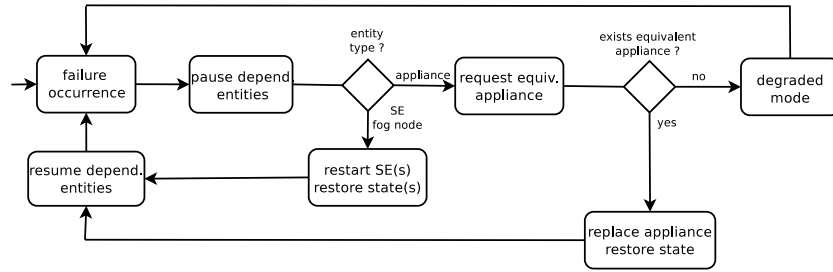 failure
occurrence
pause depend.
entities
entity
type ?
appliance
SE
fog node
request equiv.
appliance
exists equivalent
appliance ?
no
yes
degraded
mode
resume depend.
entities
restart SE(s)
restore state(s)
replace appliance
restore state